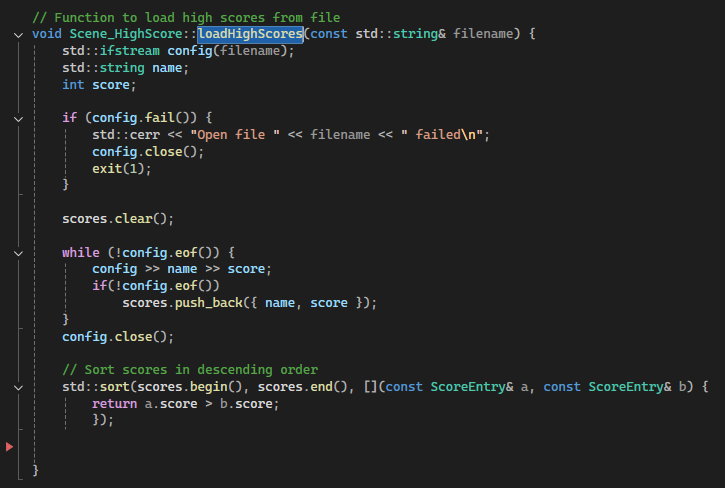 // Function to load high scores from file
void Scene_HighScore::loadHighScores(const std::string& filename) {
    std::ifstream config(filename);
    std::string name;
    int score;

    if (config.fail()) {
        std::cerr << "Open file " << filename << " failed\n";
        config.close();
        exit(1);
    }

    scores.clear();

    while (!config.eof()) {
        config >> name >> score;
        if(!config.eof())
            scores.push_back({ name, score });
    }
    config.close();

    // Sort scores in descending order
    std::sort(scores.begin(), scores.end(), [](const ScoreEntry& a, const ScoreEntry& b) {
        return a.score > b.score;
        });

}